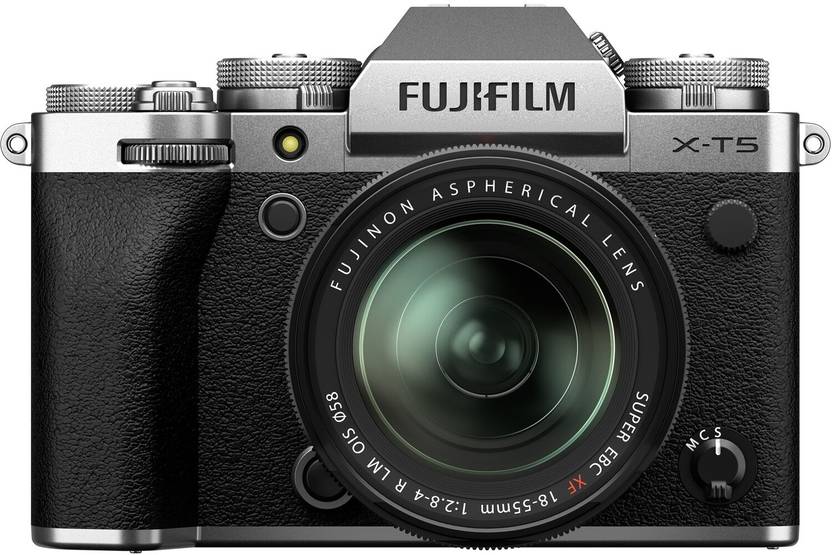 FUJIFILM
X-T5
FUJINON ASPHERICAL LENS
SUPER EBC XF 18-55mm 1:2.8-4 R LM OIS Ø58
M C S